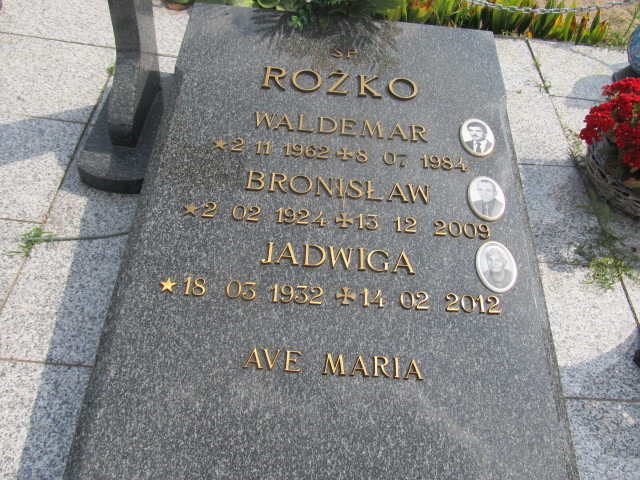 ŚP
ROŻKO
WALDEMAR
★2 11 1962 ✠8 07 1984
BRONISŁAW
★2 02 1924 ✠13 12 2009
JADWIGA
★18 03 1932 ✠14 02 2012
AVE MARIA